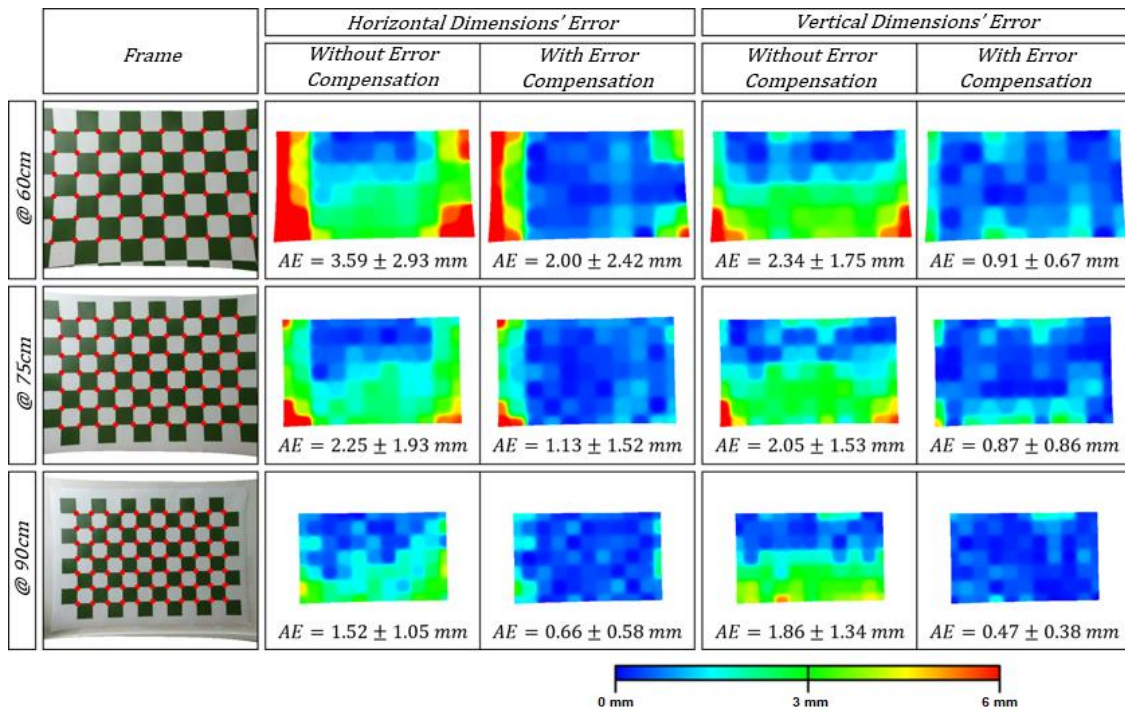 Frame
Horizontal Dimensions' Error
Vertical Dimensions' Error
Without Error
Compensation
With Error
Compensation
Without Error
Compensation
With Error
Compensation
@ 60cm
AE = 3.59 ± 2.93 mm
AE = 2.00 ± 2.42 mm
AE = 2.34 ± 1.75 mm
AE = 0.91 ± 0.67 mm
@ 75cm
AE = 2.25 ± 1.93 mm
AE = 1.13 ± 1.52 mm
AE = 2.05 ± 1.53 mm
AE = 0.87 ± 0.86 mm
@ 90cm
AE = 1.52 ± 1.05 mm
AE = 0.66 ± 0.58 mm
AE = 1.86 ± 1.34 mm
AE = 0.47 ± 0.38 mm
0 mm
3 mm
6 mm